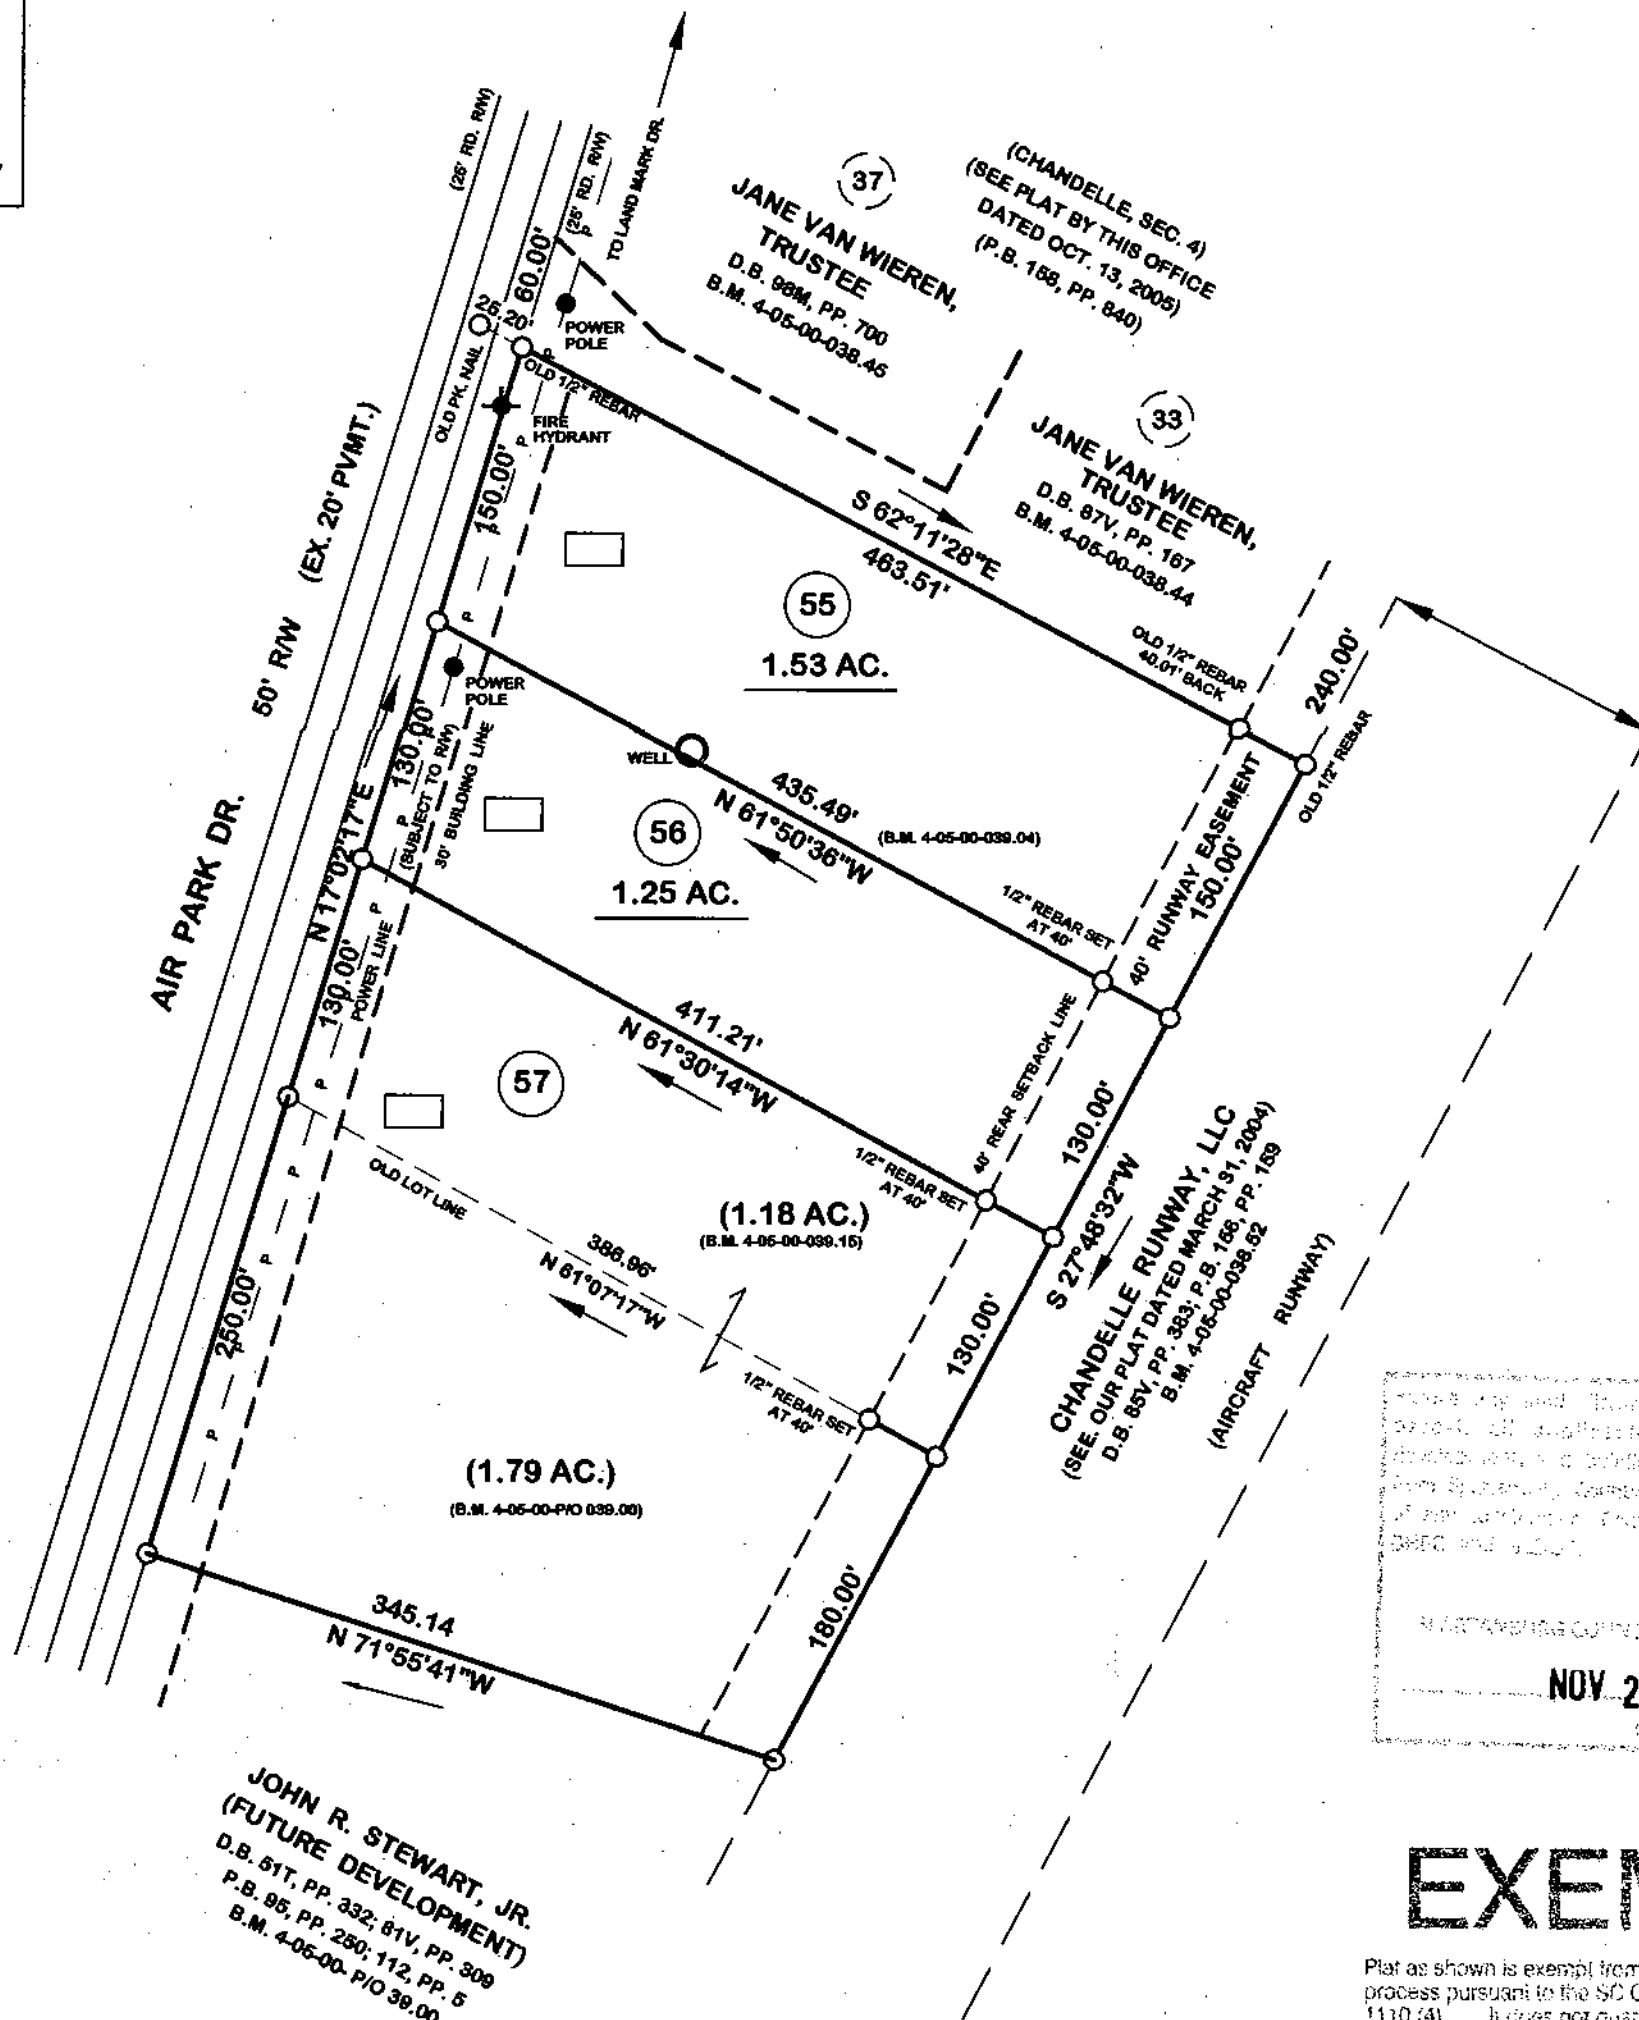 (25' RD. R/W)
(25' RD. R/W)
P
TO LAND MARK DR.
60.00'
26.20'
POWER
POLE
OLD PK. NAIL
P
OLD 1/2" REBAR
FIRE
HYDRANT
P
150.00'
P
37
JANE VAN WIEREN,
TRUSTEE
D.B. 98M, PP. 700
B.M. 4-05-00-038.46
(CHANDELLE, SEC. 4)
(SEE PLAT BY THIS OFFICE
DATED OCT. 13, 2005)
(P.B. 158, PP. 840)
33
JANE VAN WIEREN,
TRUSTEE
D.B. 87V, PP. 167
B.M. 4-05-00-038.44
S 62°11'28"E
463.51'
OLD 1/2" REBAR
40.01' BACK
240.00'
OLD 1/2" REBAR
50' R/W (EX. 20' PVMT.)
AIR PARK DR.
55
1.53 AC.
P
POWER
POLE
130.00'
P
(SUBJECT TO R/W)
30' BUILDING LINE
P
N 17°02'17"E
WELL
435.49'
N 61°50'36"W
(B.M. 4-05-00-039.04)
1/2" REBAR SET
AT 40'
40' RUNWAY EASEMENT
150.00'
56
1.25 AC.
P
130.00'
P
POWER LINE
P
411.21'
N 61°30'14"W
1/2" REBAR SET
AT 40'
40' REAR SETBACK LINE
130.00'
S 27°48'32"W
57
OLD LOT LINE
(1.18 AC.)
(B.M. 4-05-00-039.15)
386.96'
N 61°07'17"W
1/2" REBAR SET
AT 40'
130.00'
CHANDELLE RUNWAY, LLC
(SEE OUR PLAT DATED MARCH 31, 2004)
D.B. 85V, PP. 383; P.B. 156, PP. 159
B.M. 4-05-00-038.52
(AIRCRAFT RUNWAY)
P
P
250.00'
P
P
(1.79 AC.)
(B.M. 4-05-00-P/O 039.00)
180.00'
345.14
N 71°55'41"W
JOHN R. STEWART, JR.
(FUTURE DEVELOPMENT)
D.B. 51T, PP. 332; 81V, PP. 309
P.B. 95, PP. 250; 112, PP. 5
B.M. 4-05-00- P/O 39.00
NOV 2
EXE
Plat as shown is exempt from
process pursuant to the SC
1110 (4) It does not